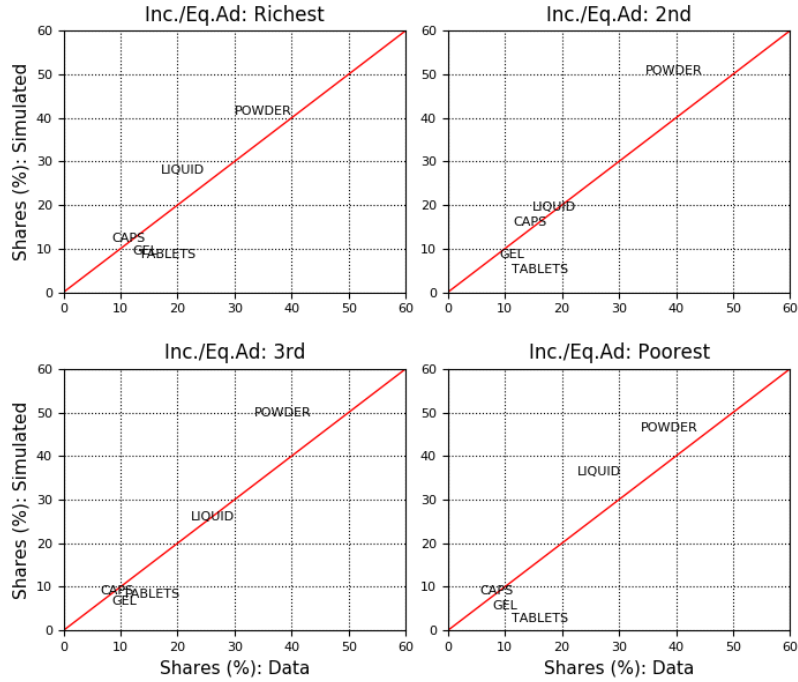 Inc./Eq.Ad: Richest
60
50
40
30
20
10
0
Shares (%): Simulated
POWDER
LIQUID
CAPS
GEL
TABLETS
0 10 20 30 40 50 60
Inc./Eq.Ad: 2nd
60
50
40
30
20
10
0
POWDER
LIQUID
CAPS
GEL
TABLETS
0 10 20 30 40 50 60
Inc./Eq.Ad: 3rd
60
50
40
30
20
10
0
Shares (%): Simulated
POWDER
LIQUID
CAPS
TABLETS
GEL
0 10 20 30 40 50 60
Shares (%): Data
Inc./Eq.Ad: Poorest
60
50
40
30
20
10
0
POWDER
LIQUID
CAPS
GEL
TABLETS
0 10 20 30 40 50 60
Shares (%): Data